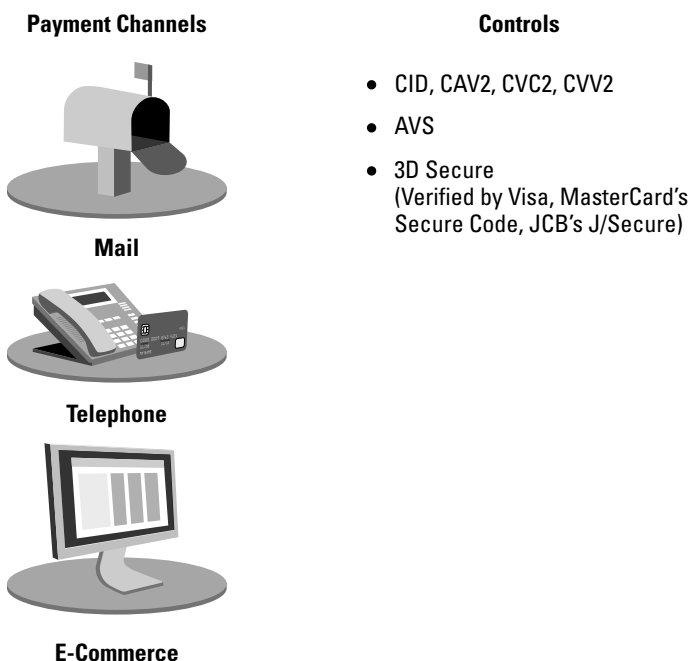 Payment Channels
Controls
• CID, CAV2, CVC2, CVV2
• AVS
• 3D Secure
(Verified by Visa, MasterCard's
Secure Code, JCB's J/Secure)
Mail
Telephone
E-Commerce